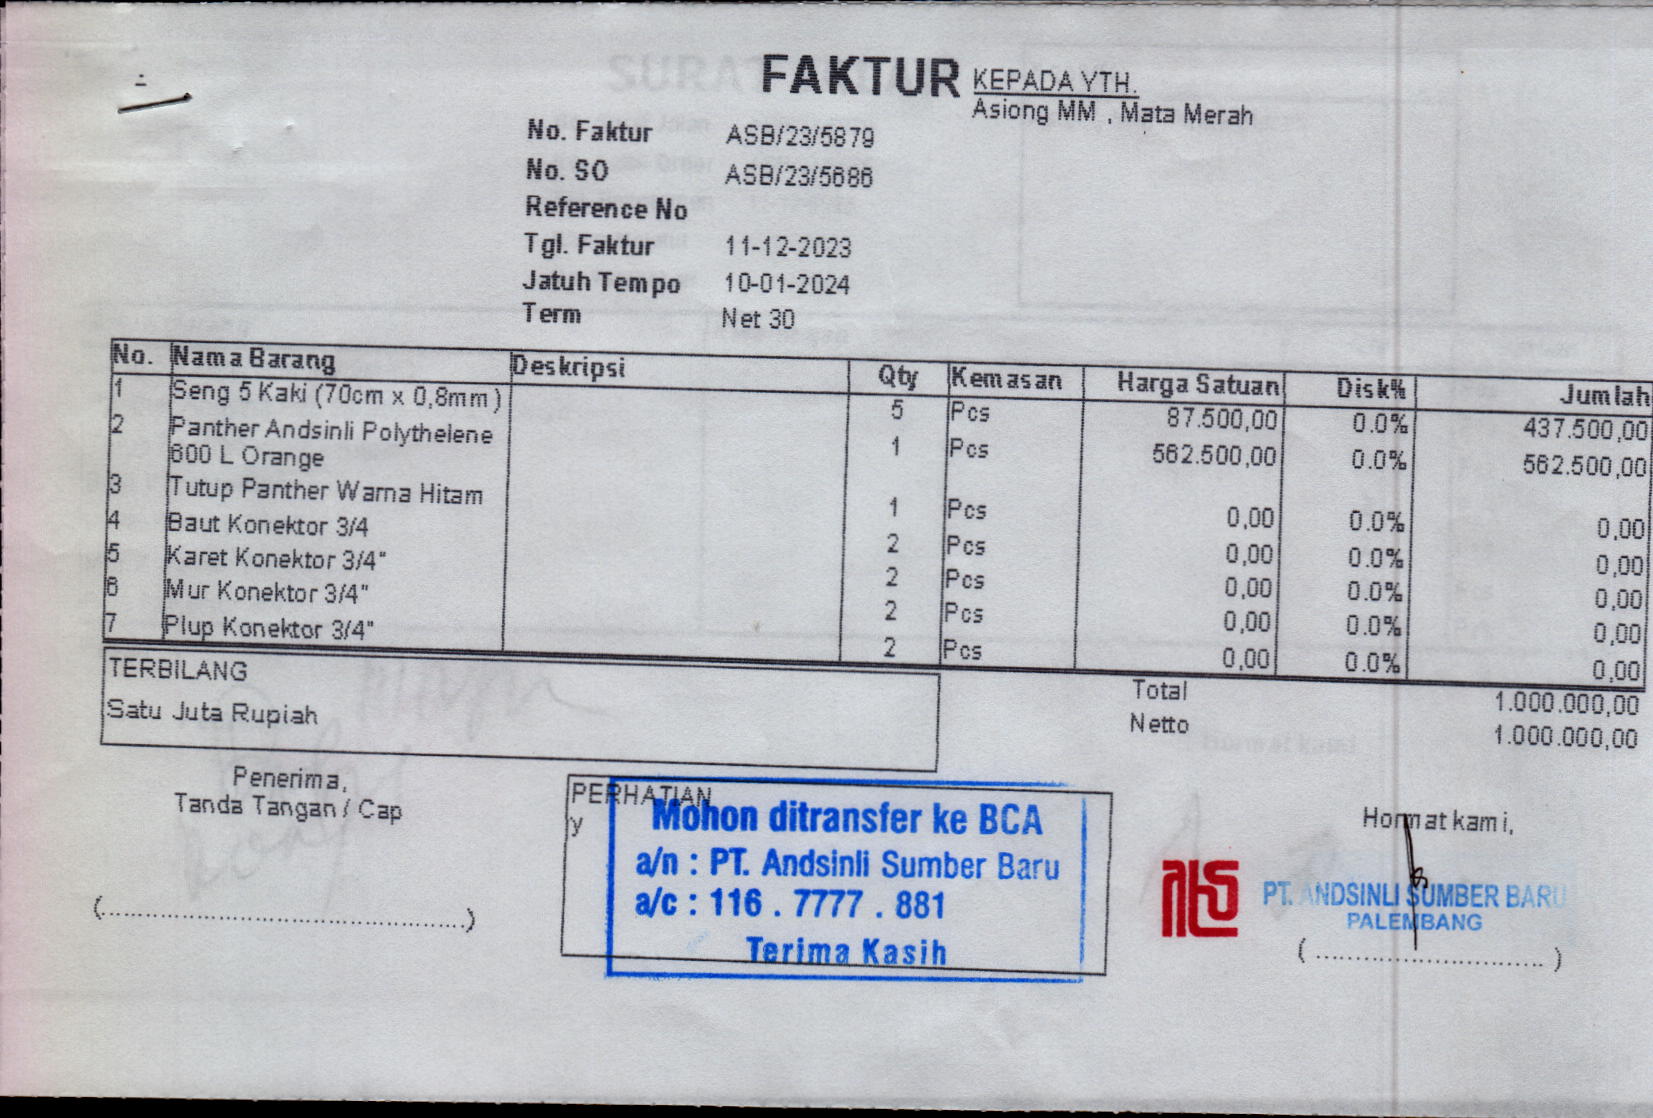 FAKTUR
KEPADA YTH.
Asiong MM , Mata Merah
No. Faktur ASB/23/5879
No. SO ASB/23/5686
Reference No
Tgl. Faktur 11-12-2023
Jatuh Tempo 10-01-2024
Term Net 30
No. Nama Barang Deskripsi Qty Kemasan Harga Satuan Disk% Jumlah
1 Seng 5 Kaki (70cm x 0,8mm) 5 Pcs 87.500,00 0.0% 437.500,00
2 Panther Andsinli Polythelene 1 Pcs 562.500,00 0.0% 562.500,00
600 L Orange
3 Tutup Panther Warna Hitam 1 Pcs 0,00 0.0% 0,00
4 Baut Konektor 3/4 2 Pcs 0,00 0.0% 0,00
5 Karet Konektor 3/4" 2 Pcs 0,00 0.0% 0,00
6 Mur Konektor 3/4" 2 Pcs 0,00 0.0% 0,00
7 Plup Konektor 3/4" 2 Pcs 0,00 0.0% 0,00
TERBILANG
Satu Juta Rupiah
Total 1.000.000,00
Netto 1.000.000,00
Penerima,
Tanda Tangan / Cap
(..........................................)
PERHATIAN
y
Mohon ditransfer ke BCA
a/n : PT. Andsinli Sumber Baru
a/c : 116 . 7777 . 881
Terima Kasih
Hormat kami,
PT. ANDSINLI SUMBER BARU
PALEMBANG
(..........................)